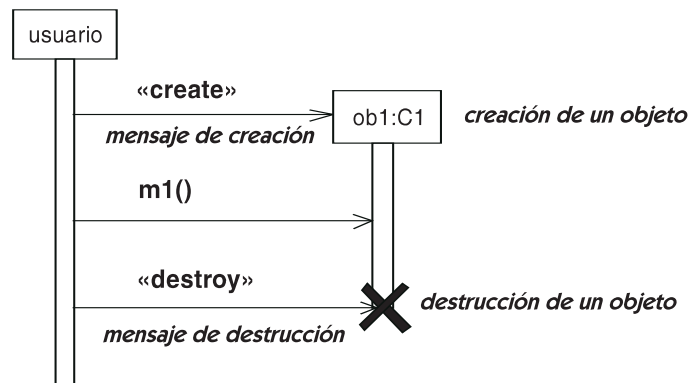 usuario
«create»
ob1:C1
creación de un objeto
mensaje de creación
m1()
«destroy»
destrucción de un objeto
mensaje de destrucción